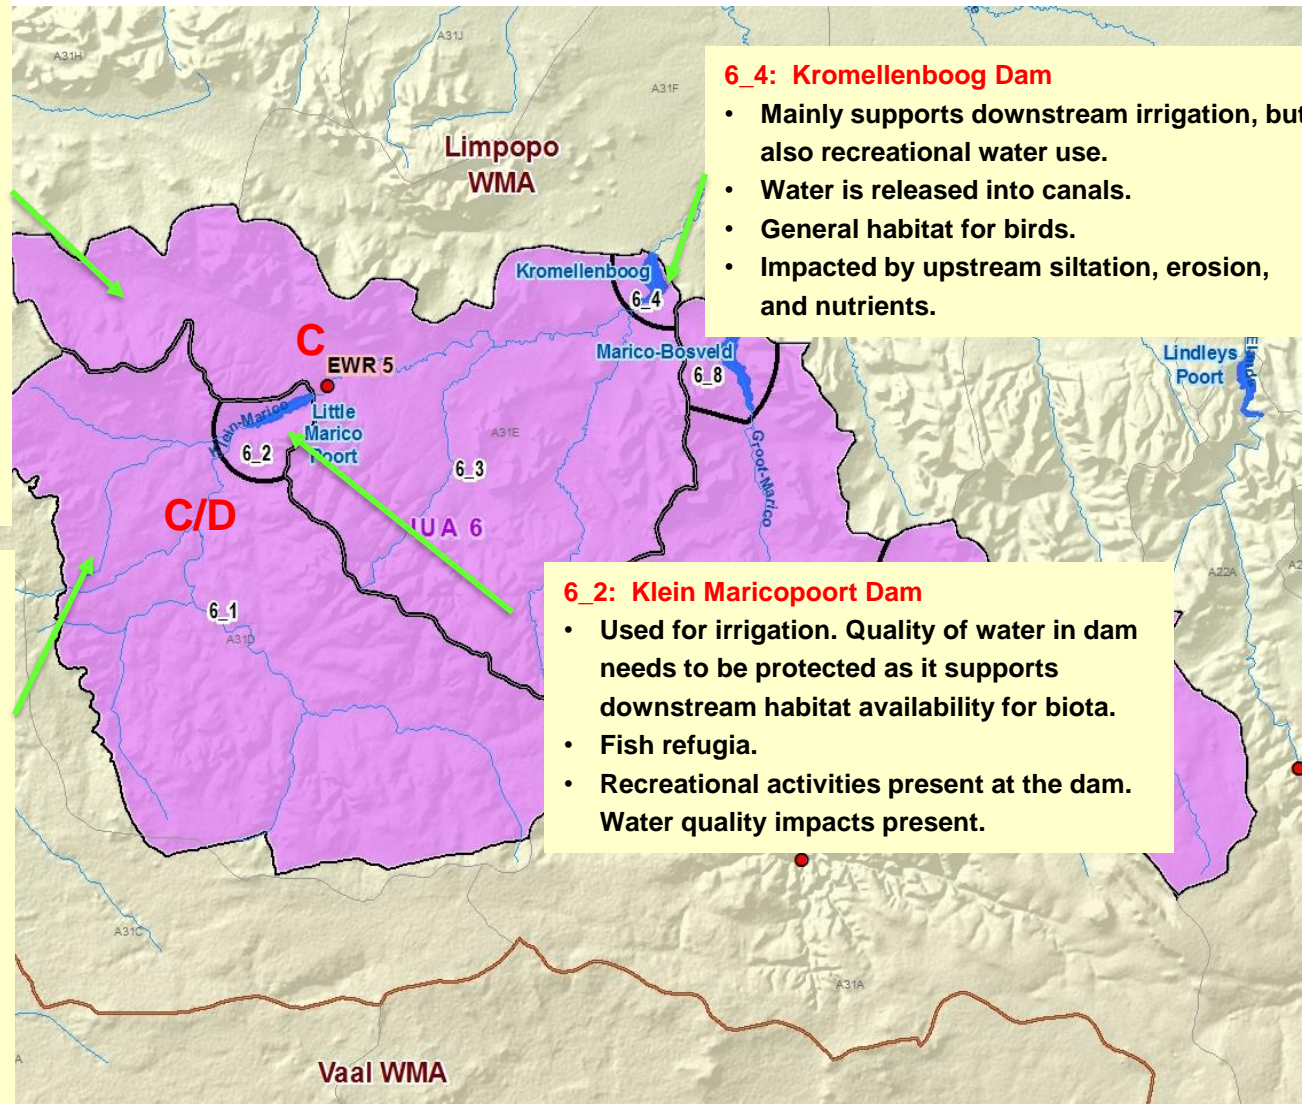 A31J
A31H
A31F
6_4: Kromellenboog Dam
• Mainly supports downstream irrigation, but
also recreational water use.
• Water is released into canals.
• General habitat for birds.
• Impacted by upstream siltation, erosion,
and nutrients.
Limpopo
WMA
Kromellenboog
6_4
Marico-Bosveld
6_8
Lindleys
Poort
Elands
C
EWR 5
Klein-Marico
Little
Marico
Poort
6_2
A31E
6_3
Groot-Marico
C/D
IUA 6
A22A
6_1
A31D
6_2: Klein Maricopoort Dam
• Used for irrigation. Quality of water in dam
needs to be protected as it supports
downstream habitat availability for biota.
• Fish refugia.
• Recreational activities present at the dam.
Water quality impacts present.
A31C
A31A
Vaal WMA